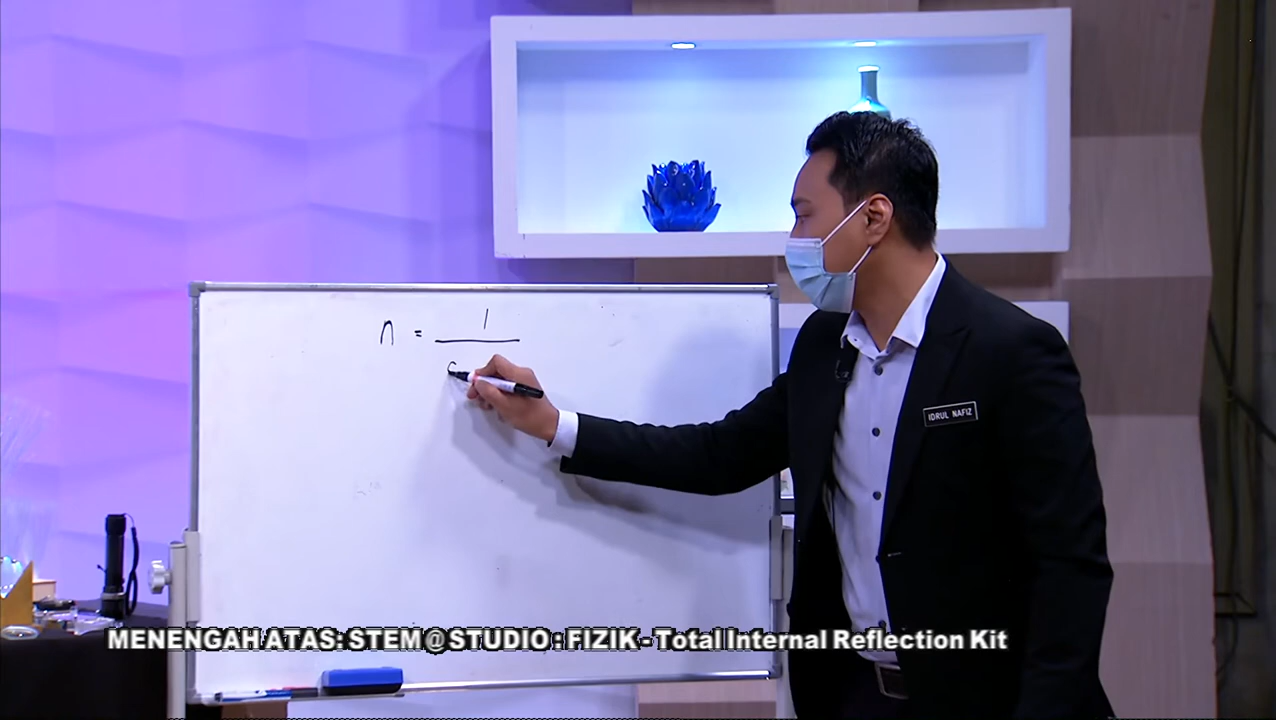 n = 1
IDRUL NAFIZ
MENENGAH ATAS: STEM@STUDIO : FIZIK - Total Internal Reflection Kit